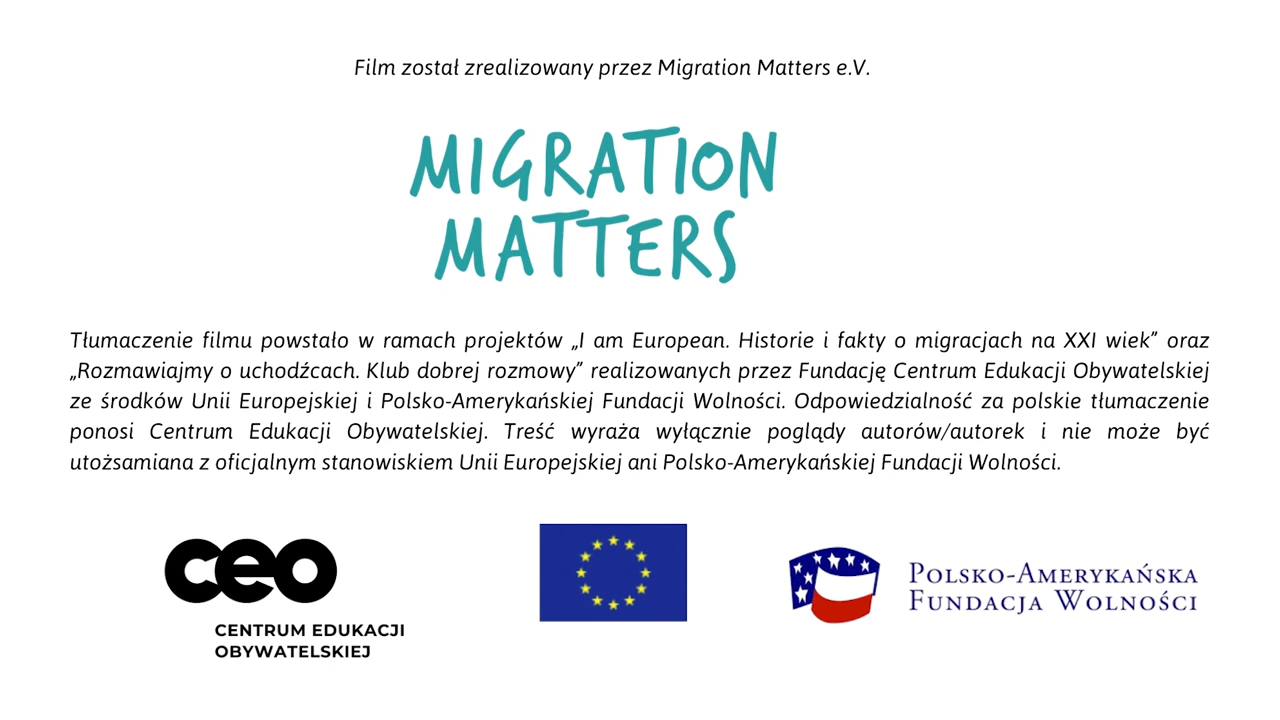 Film został zrealizowany przez Migration Matters e.V.
MIGRATION
MATTERS
Tłumaczenie filmu powstało w ramach projektów „I am European. Historie i fakty o migracjach na XXI wiek” oraz
„Rozmawiajmy o uchodźcach. Klub dobrej rozmowy” realizowanych przez Fundację Centrum Edukacji Obywatelskiej
ze środków Unii Europejskiej i Polsko-Amerykańskiej Fundacji Wolności. Odpowiedzialność za polskie tłumaczenie
ponosi Centrum Edukacji Obywatelskiej. Treść wyraża wyłącznie poglądy autorów/autorek i nie może być
utożsamiana z oficjalnym stanowiskiem Unii Europejskiej ani Polsko-Amerykańskiej Fundacji Wolności.
ceo
CENTRUM EDUKACJI
OBYWATELSKIEJ
POLSKO-AMERYKAŃSKA
FUNDACJA WOLNOŚCI